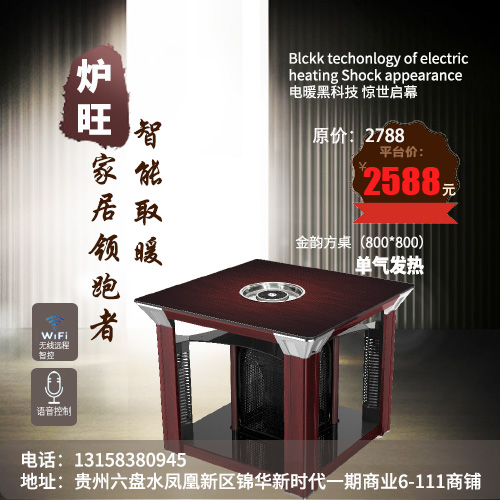 Blckk techonlogy of electric
heating Shock appearance
电暖黑科技 惊世启幕
炉旺
智能取暖
家居领跑者
原价：2788
平台价：
¥2588元
金韵方桌（800*800）
单气发热
WiFi
无线远程
智控
语音控制
电话：13158380945
地址：贵州六盘水凤凰新区锦华新时代一期商业6-111商铺